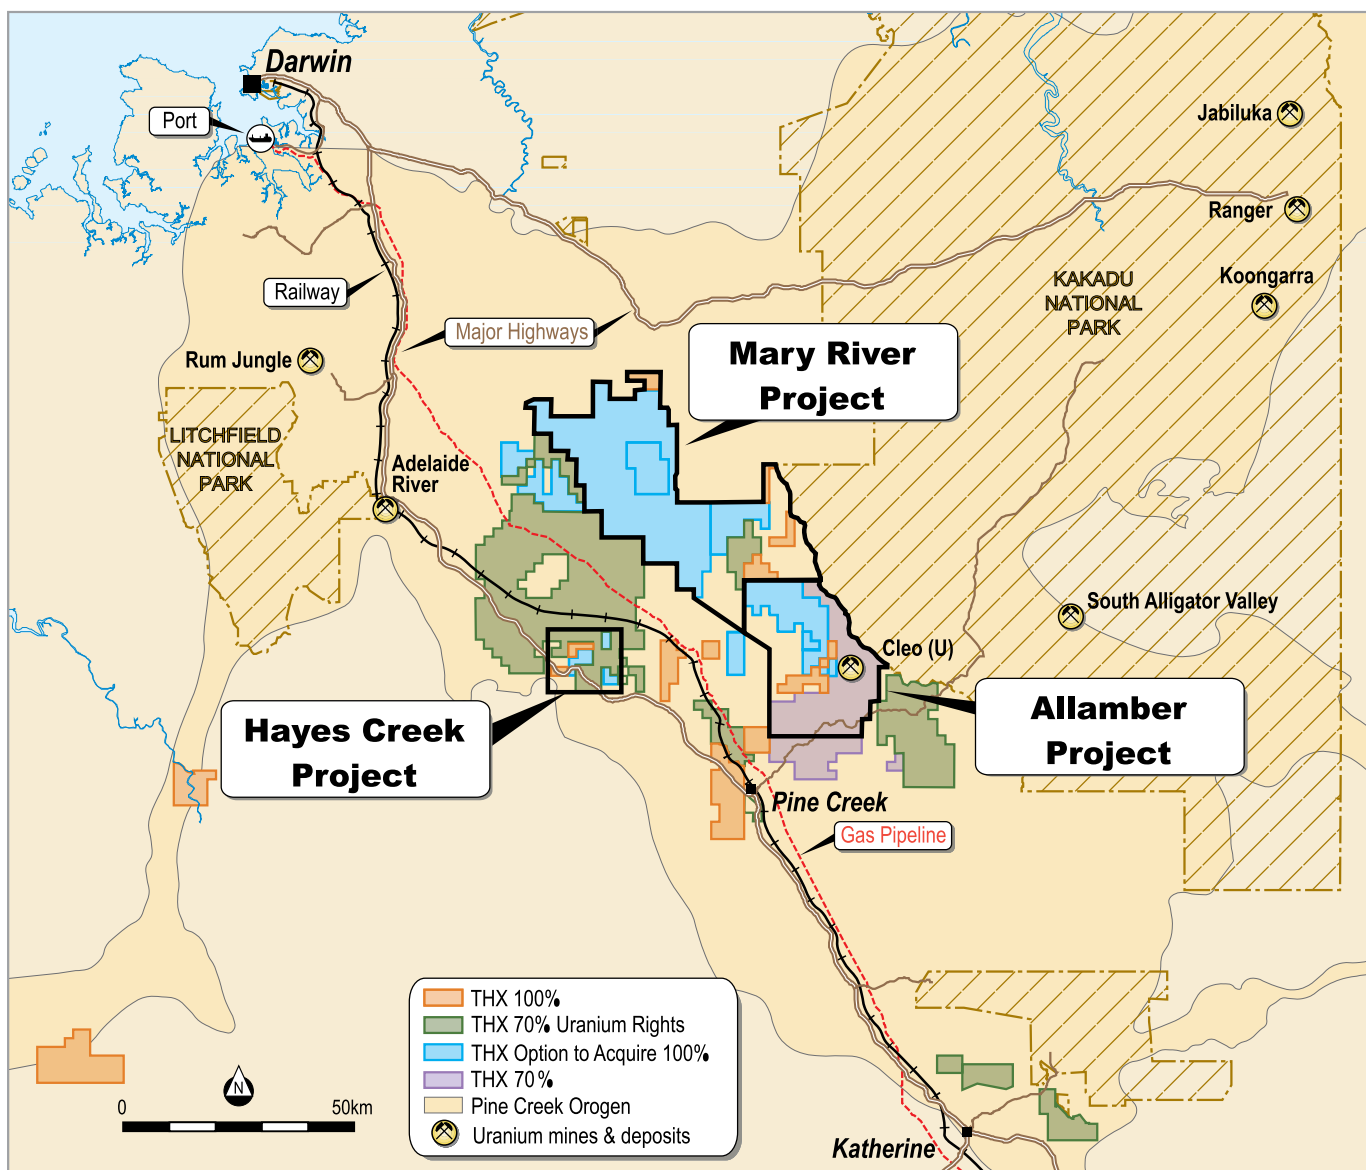 Darwin
Port
Jabiluka
Ranger
Koongarra
KAKADU
NATIONAL
PARK
Railway
Major Highways
Rum Jungle
Mary River
Project
LITCHFIELD
NATIONAL
PARK
Adelaide
River
South Alligator Valley
Cleo (U)
Hayes Creek
Project
Allamber
Project
Pine Creek
Gas Pipeline
THX 100%
THX 70% Uranium Rights
THX Option to Acquire 100%
THX 70%
Pine Creek Orogen
Uranium mines & deposits
N
0 50km
Katherine